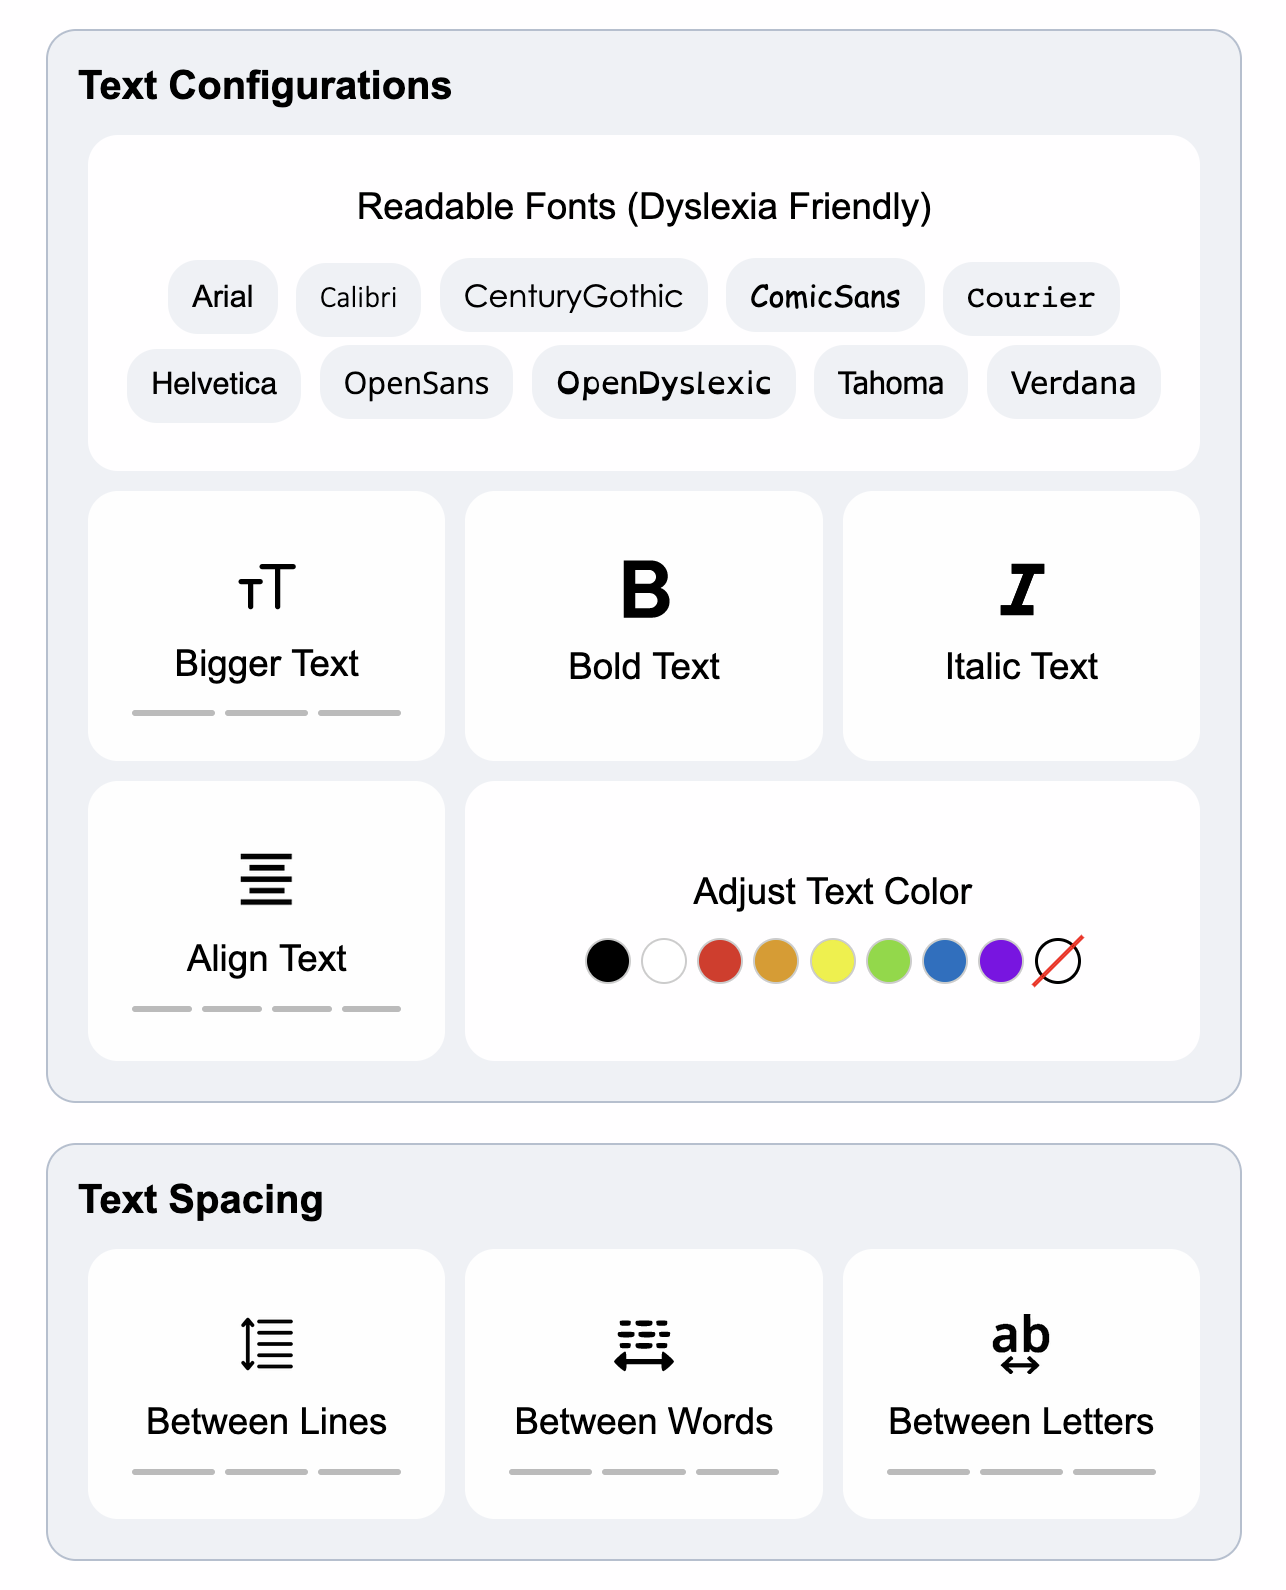 Text Configurations
Readable Fonts (Dyslexia Friendly)
Arial Calibri CenturyGothic ComicSans Courier
Helvetica OpenSans OpenDyslexic Tahoma Verdana
TT
Bigger Text
B
Bold Text
I
Italic Text
Align Text
Adjust Text Color
Text Spacing
Between Lines
Between Words
ab
Between Letters